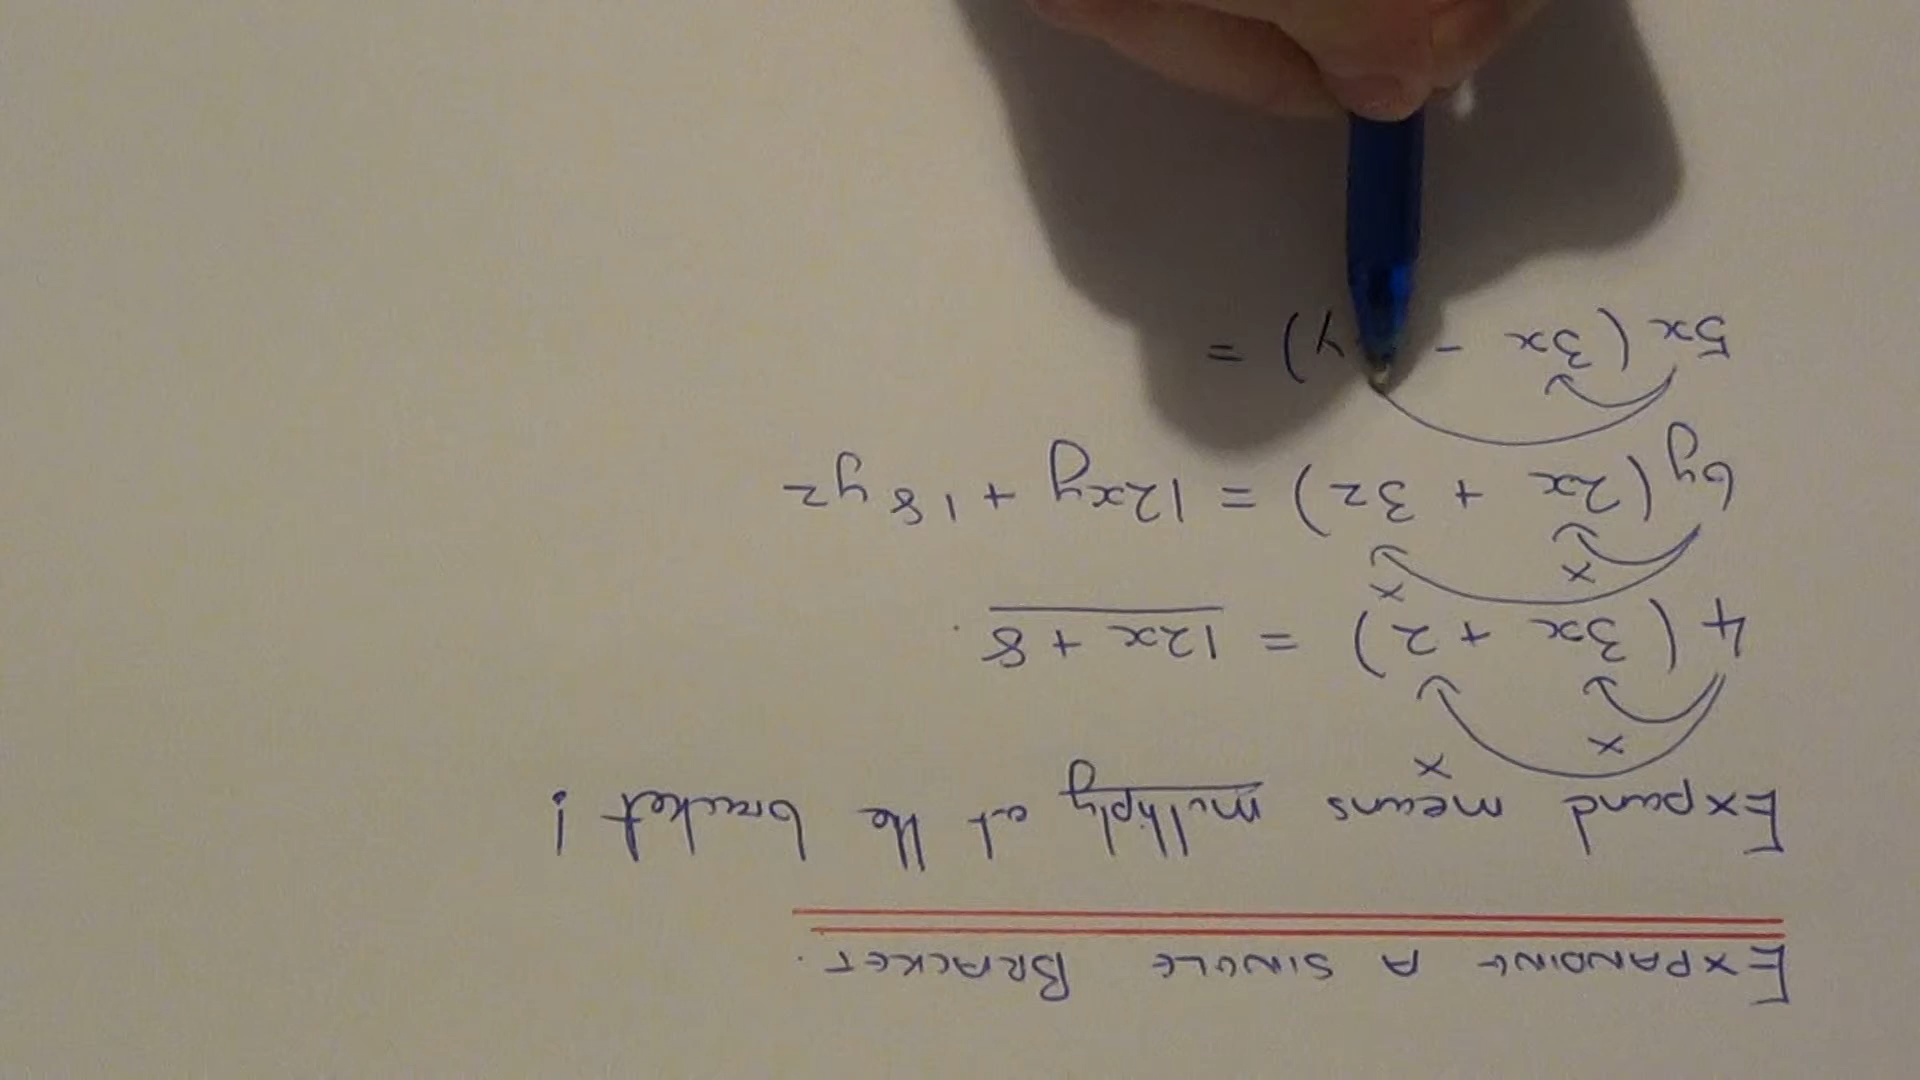 EXPANDING A SINGLE BRACKET.
Expand means multiply out the bracket!
x x
4(3x + 2) = 12x + 8
x x
6y(2x + 3z) = 12xy + 18yz
5x(3x - y) =